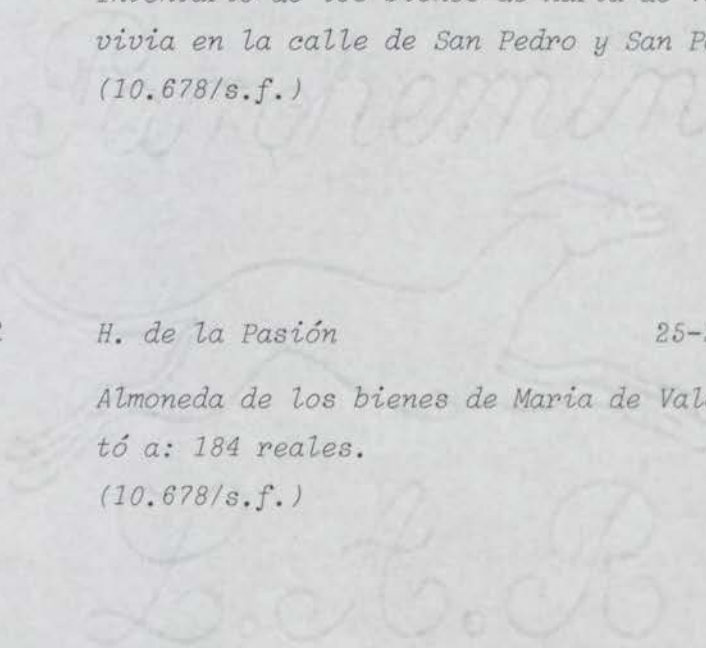 vivia en la calle de San Pedro y San
(10.678/s.f.)
H. de la Pasión 25-
Almoneda de los bienes de Maria de
tó a: 184 reales.
(10.678/s.f.)
L.A.R